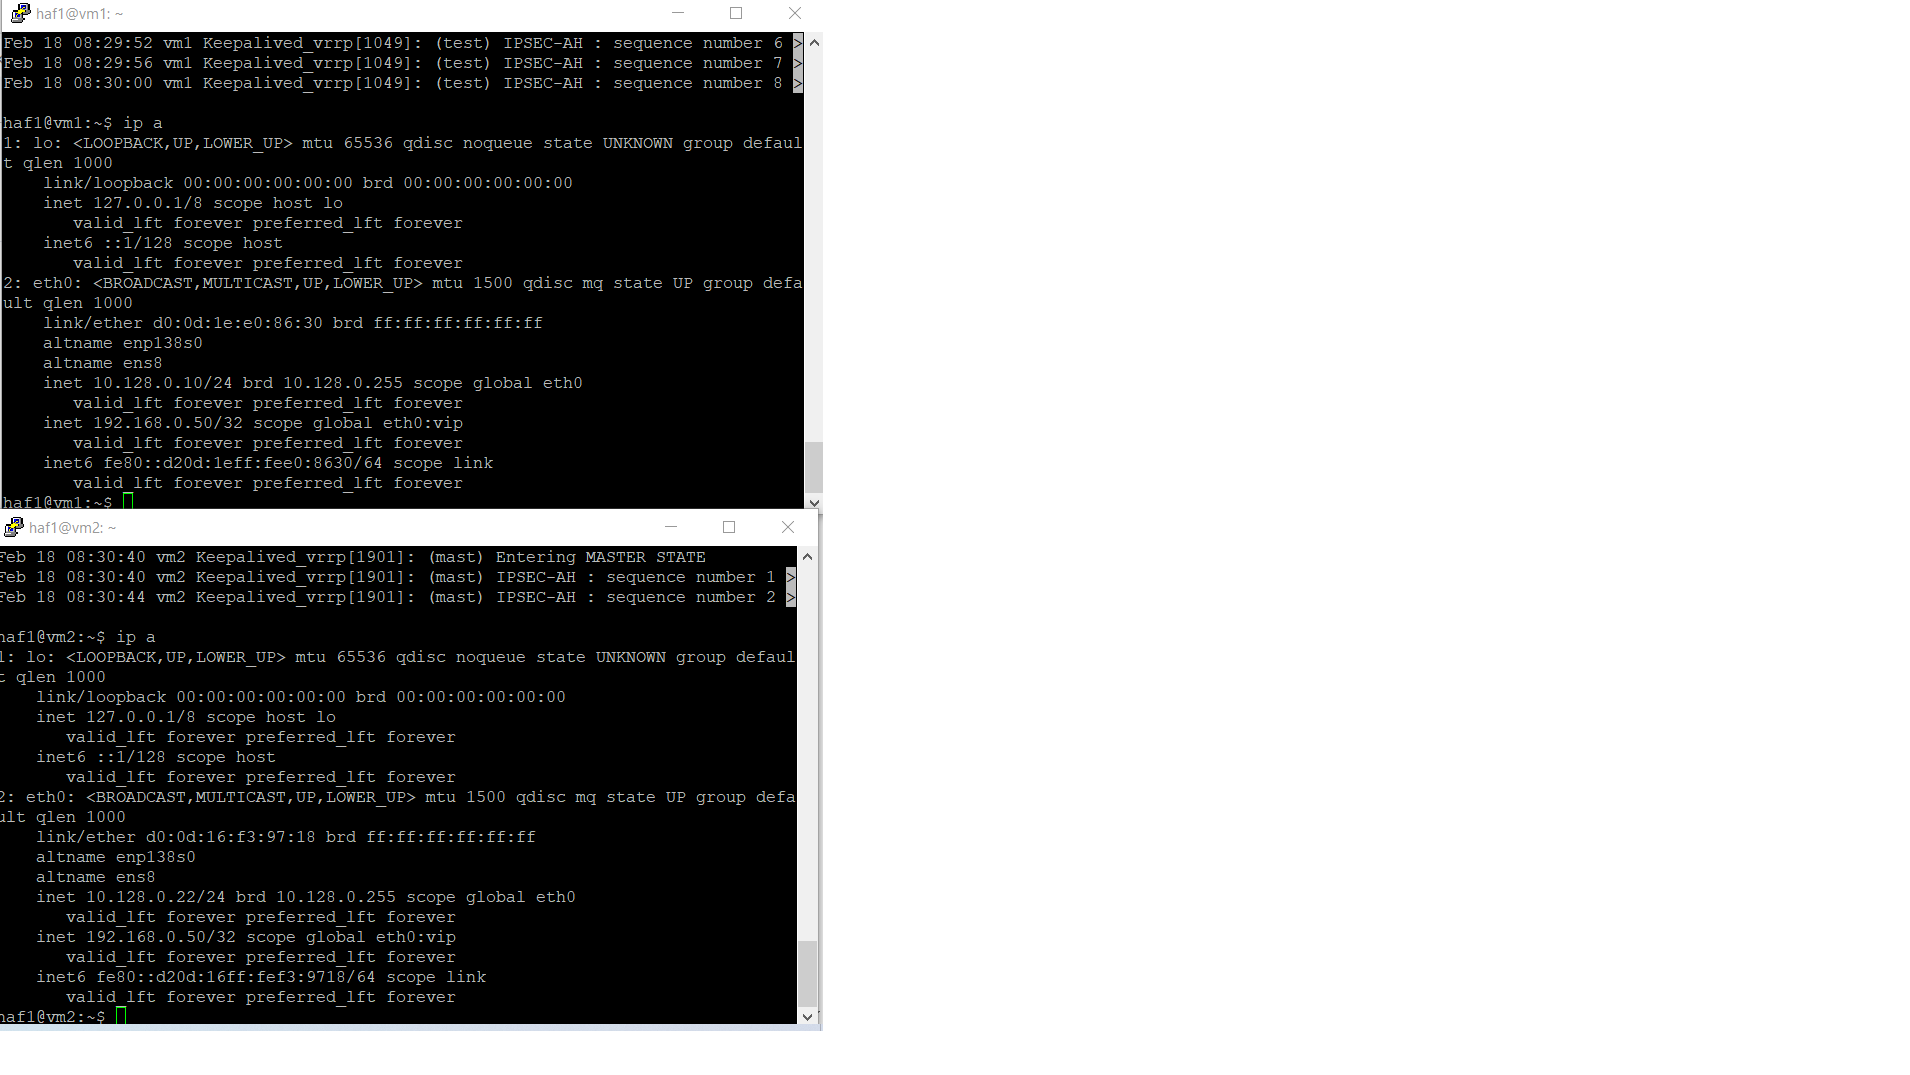 haf1@vm1: ~
Feb 18 08:29:52 vm1 Keepalived_vrrp[1049]: (test) IPSEC-AH : sequence number 6 >
Feb 18 08:29:56 vm1 Keepalived_vrrp[1049]: (test) IPSEC-AH : sequence number 7 >
Feb 18 08:30:00 vm1 Keepalived_vrrp[1049]: (test) IPSEC-AH : sequence number 8 >
haf1@vm1:~$ ip a
1: lo: <LOOPBACK,UP,LOWER_UP> mtu 65536 qdisc noqueue state UNKNOWN group defaul
t qlen 1000
link/loopback 00:00:00:00:00:00 brd 00:00:00:00:00:00
inet 127.0.0.1/8 scope host lo
valid_lft forever preferred_lft forever
inet6 ::1/128 scope host
valid_lft forever preferred_lft forever
2: eth0: <BROADCAST,MULTICAST,UP,LOWER_UP> mtu 1500 qdisc mq state UP group defa
ult qlen 1000
link/ether d0:0d:1e:e0:86:30 brd ff:ff:ff:ff:ff:ff
altname enp138s0
altname ens8
inet 10.128.0.10/24 brd 10.128.0.255 scope global eth0
valid_lft forever preferred_lft forever
inet 192.168.0.50/32 scope global eth0:vip
valid_lft forever preferred_lft forever
inet6 fe80::d20d:1eff:fee0:8630/64 scope link
valid_lft forever preferred_lft forever
haf1@vm1:~$
haf1@vm2: ~
Feb 18 08:30:40 vm2 Keepalived_vrrp[1901]: (mast) Entering MASTER STATE
Feb 18 08:30:40 vm2 Keepalived_vrrp[1901]: (mast) IPSEC-AH : sequence number 1 >
Feb 18 08:30:44 vm2 Keepalived_vrrp[1901]: (mast) IPSEC-AH : sequence number 2 >
haf1@vm2:~$ ip a
1: lo: <LOOPBACK,UP,LOWER_UP> mtu 65536 qdisc noqueue state UNKNOWN group defaul
t qlen 1000
link/loopback 00:00:00:00:00:00 brd 00:00:00:00:00:00
inet 127.0.0.1/8 scope host lo
valid_lft forever preferred_lft forever
inet6 ::1/128 scope host
valid_lft forever preferred_lft forever
2: eth0: <BROADCAST,MULTICAST,UP,LOWER_UP> mtu 1500 qdisc mq state UP group defa
ult qlen 1000
link/ether d0:0d:16:f3:97:18 brd ff:ff:ff:ff:ff:ff
altname enp138s0
altname ens8
inet 10.128.0.22/24 brd 10.128.0.255 scope global eth0
valid_lft forever preferred_lft forever
inet 192.168.0.50/32 scope global eth0:vip
valid_lft forever preferred_lft forever
inet6 fe80::d20d:16ff:fef3:9718/64 scope link
valid_lft forever preferred_lft forever
haf1@vm2:~$